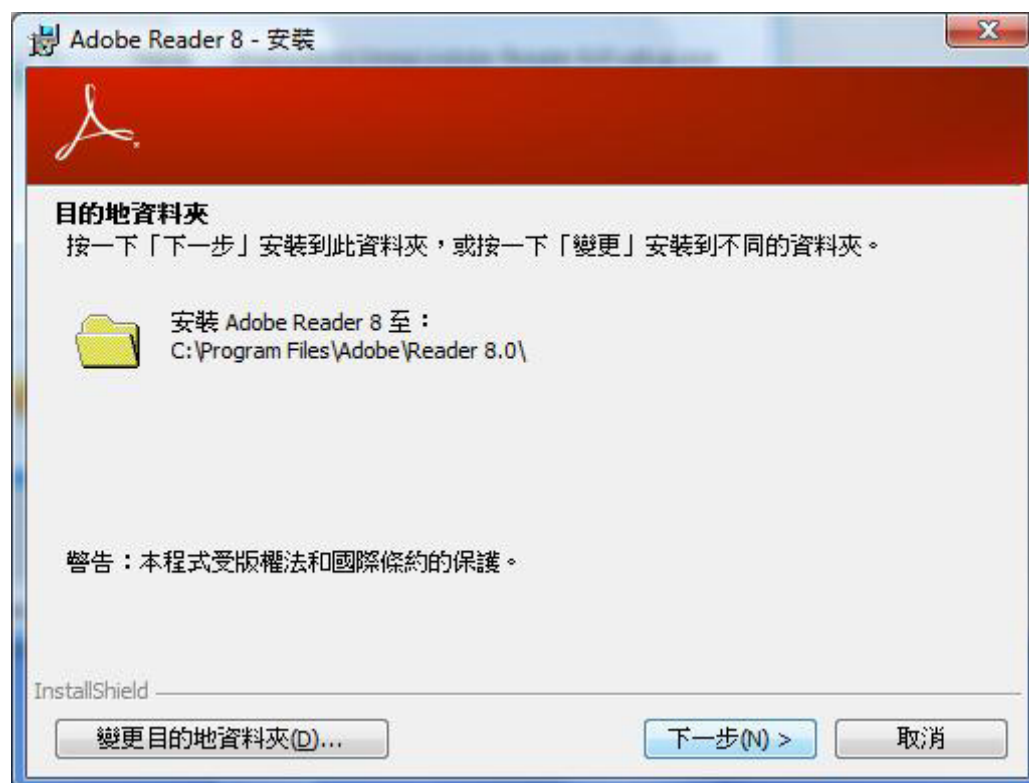 Adobe Reader 8 - 安裝
目的地資料夾
按一下「下一步」安裝到此資料夾，或按一下「變更」安裝到不同的資料夾。
安裝 Adobe Reader 8 至：
C:\Program Files\Adobe\Reader 8.0\
警告：本程式受版權法和國際條約的保護。
InstallShield
變更目的地資料夾(D)... 下一步(N) > 取消